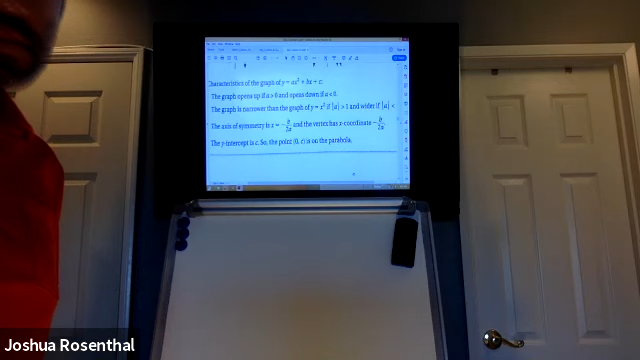 Characteristics of the graph of y = ax² + bx + c:
The graph opens up if a > 0 and opens down if a < 0.
The graph is narrower than the graph of y = x² if |a| > 1 and wider if |a| <
The axis of symmetry is x = -b/2a and the vertex has x-coordinate -b/2a.
The y-intercept is c. So, the point (0, c) is on the parabola.
Joshua Rosenthal